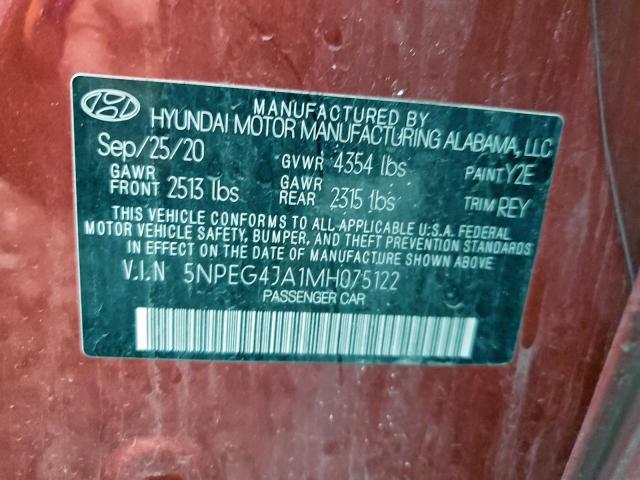 MANUFACTURED BY
HYUNDAI MOTOR MANUFACTURING ALABAMA, LLC
Sep/25/20 GVWR 4354 lbs PAINT Y2E
GAWR FRONT 2513 lbs GAWR REAR 2315 lbs TRIM REY
THIS VEHICLE CONFORMS TO ALL APPLICABLE U.S.A. FEDERAL
MOTOR VEHICLE SAFETY, BUMPER, AND THEFT PREVENTION STANDARDS
IN EFFECT ON THE DATE OF MANUFACTURE SHOWN ABOVE.
V.I.N 5NPEG4JA1MH075122
PASSENGER CAR